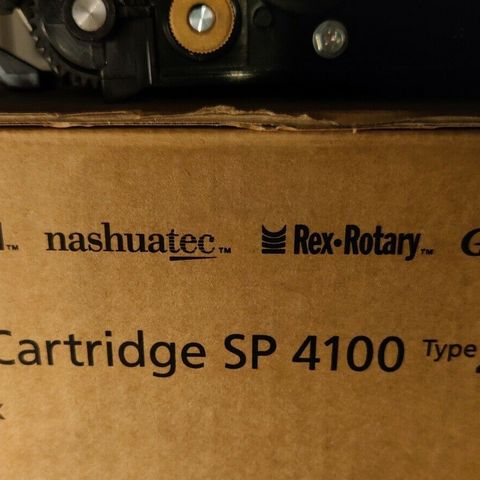 nashuatec™ Rex•Rotary™
Cartridge SP 4100 Type